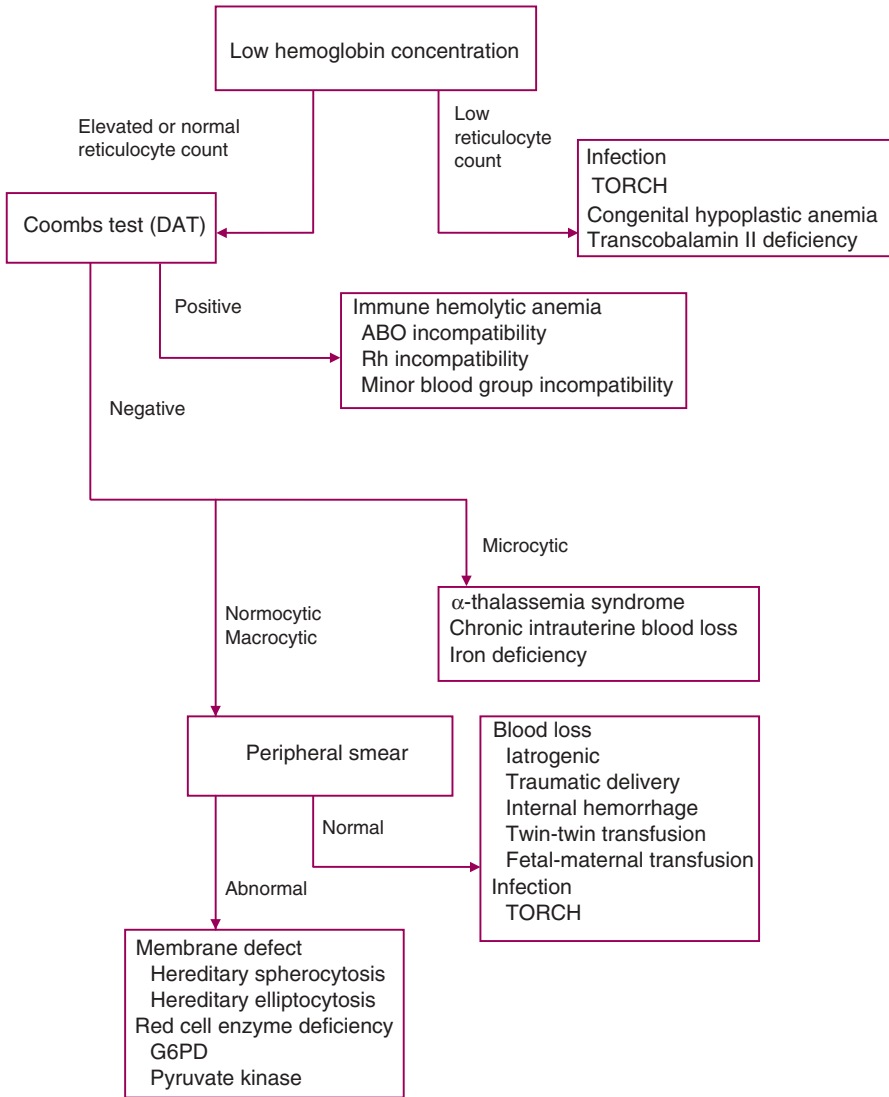 Low hemoglobin concentration
Elevated or normal
reticulocyte count
Low
reticulocyte
count
Infection
TORCH
Congenital hypoplastic anemia
Transcobalamin II deficiency
Coombs test (DAT)
Positive
Immune hemolytic anemia
ABO incompatibility
Rh incompatibility
Minor blood group incompatibility
Negative
Microcytic
α-thalassemia syndrome
Chronic intrauterine blood loss
Iron deficiency
Normocytic
Macrocytic
Peripheral smear
Normal
Blood loss
Iatrogenic
Traumatic delivery
Internal hemorrhage
Twin-twin transfusion
Fetal-maternal transfusion
Infection
TORCH
Abnormal
Membrane defect
Hereditary spherocytosis
Hereditary elliptocytosis
Red cell enzyme deficiency
G6PD
Pyruvate kinase